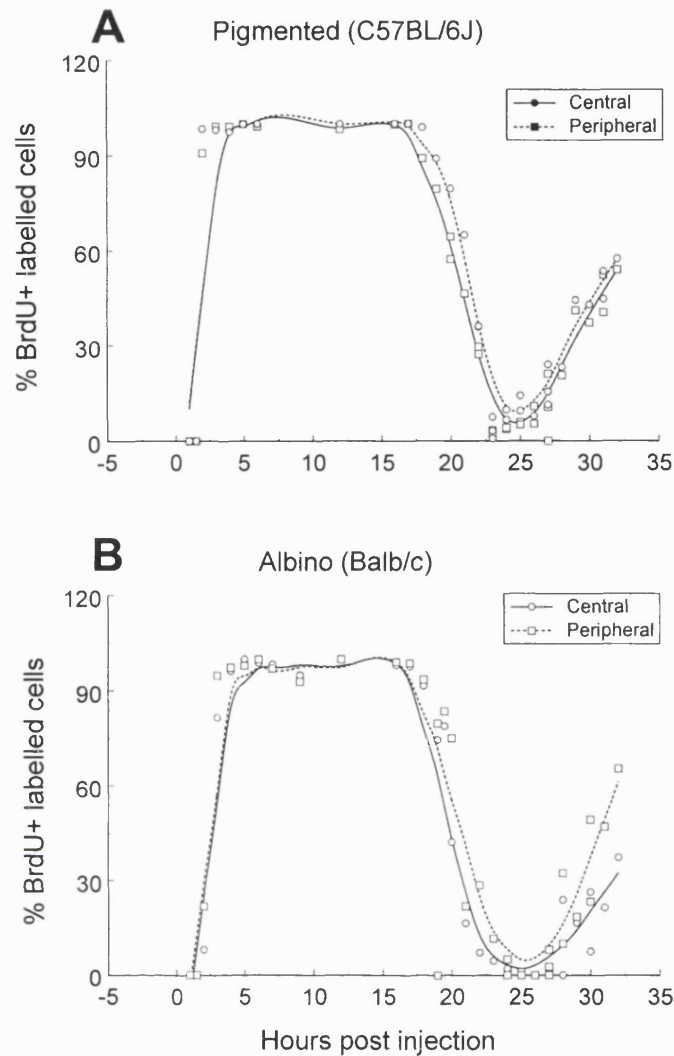 A
Pigmented (C57BL/6J)
120
90
60
30
0
-5 0 5 10 15 20 25 30 35
% BrdU+ labelled cells
Central
Peripheral
B
Albino (Balb/c)
120
90
60
30
0
-5 0 5 10 15 20 25 30 35
% BrdU+ labelled cells
Central
Peripheral
Hours post injection